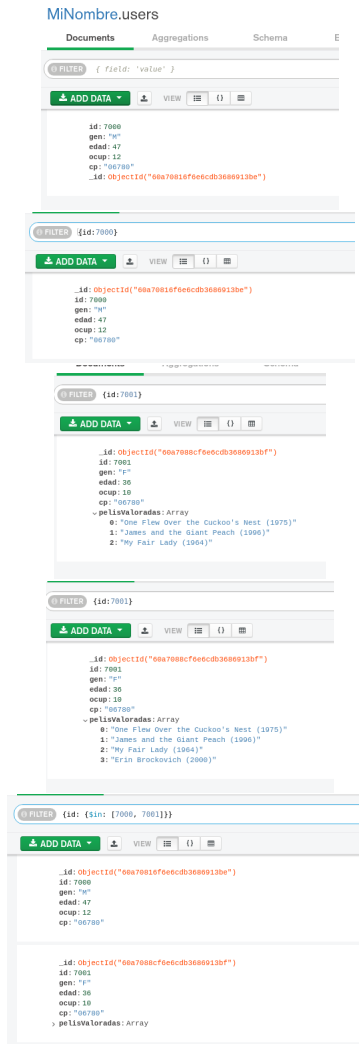 MiNombre.users
Documents Aggregations Schema E
FILTER { field: 'value' }
ADD DATA VIEW {}
id: 7000
gen: "M"
edad: 47
ocup: 12
cp: "06780"
_id: ObjectId("60a70816f6e6cdb3686913be")
FILTER {id:7000}
ADD DATA VIEW {}
_id: ObjectId("60a70816f6e6cdb3686913be")
id: 7000
gen: "M"
edad: 47
ocup: 12
cp: "06780"
Documents Aggregations Schema
FILTER {id:7001}
ADD DATA VIEW {}
_id: ObjectId("60a7088cf6e6cdb3686913bf")
id: 7001
gen: "F"
edad: 36
ocup: 10
cp: "06780"
pelisValoradas: Array
0: "One Flew Over the Cuckoo's Nest (1975)"
1: "James and the Giant Peach (1996)"
2: "My Fair Lady (1964)"
FILTER {id:7001}
ADD DATA VIEW {}
_id: ObjectId("60a7088cf6e6cdb3686913bf")
id: 7001
gen: "F"
edad: 36
ocup: 10
cp: "06780"
pelisValoradas: Array
0: "One Flew Over the Cuckoo's Nest (1975)"
1: "James and the Giant Peach (1996)"
2: "My Fair Lady (1964)"
3: "Erin Brockovich (2000)"
FILTER {id: {$in: [7000, 7001]}}
ADD DATA VIEW {}
_id: ObjectId("60a70816f6e6cdb3686913be")
id: 7000
gen: "M"
edad: 47
ocup: 12
cp: "06780"
_id: ObjectId("60a7088cf6e6cdb3686913bf")
id: 7001
gen: "F"
edad: 36
ocup: 10
cp: "06780"
pelisValoradas: Array